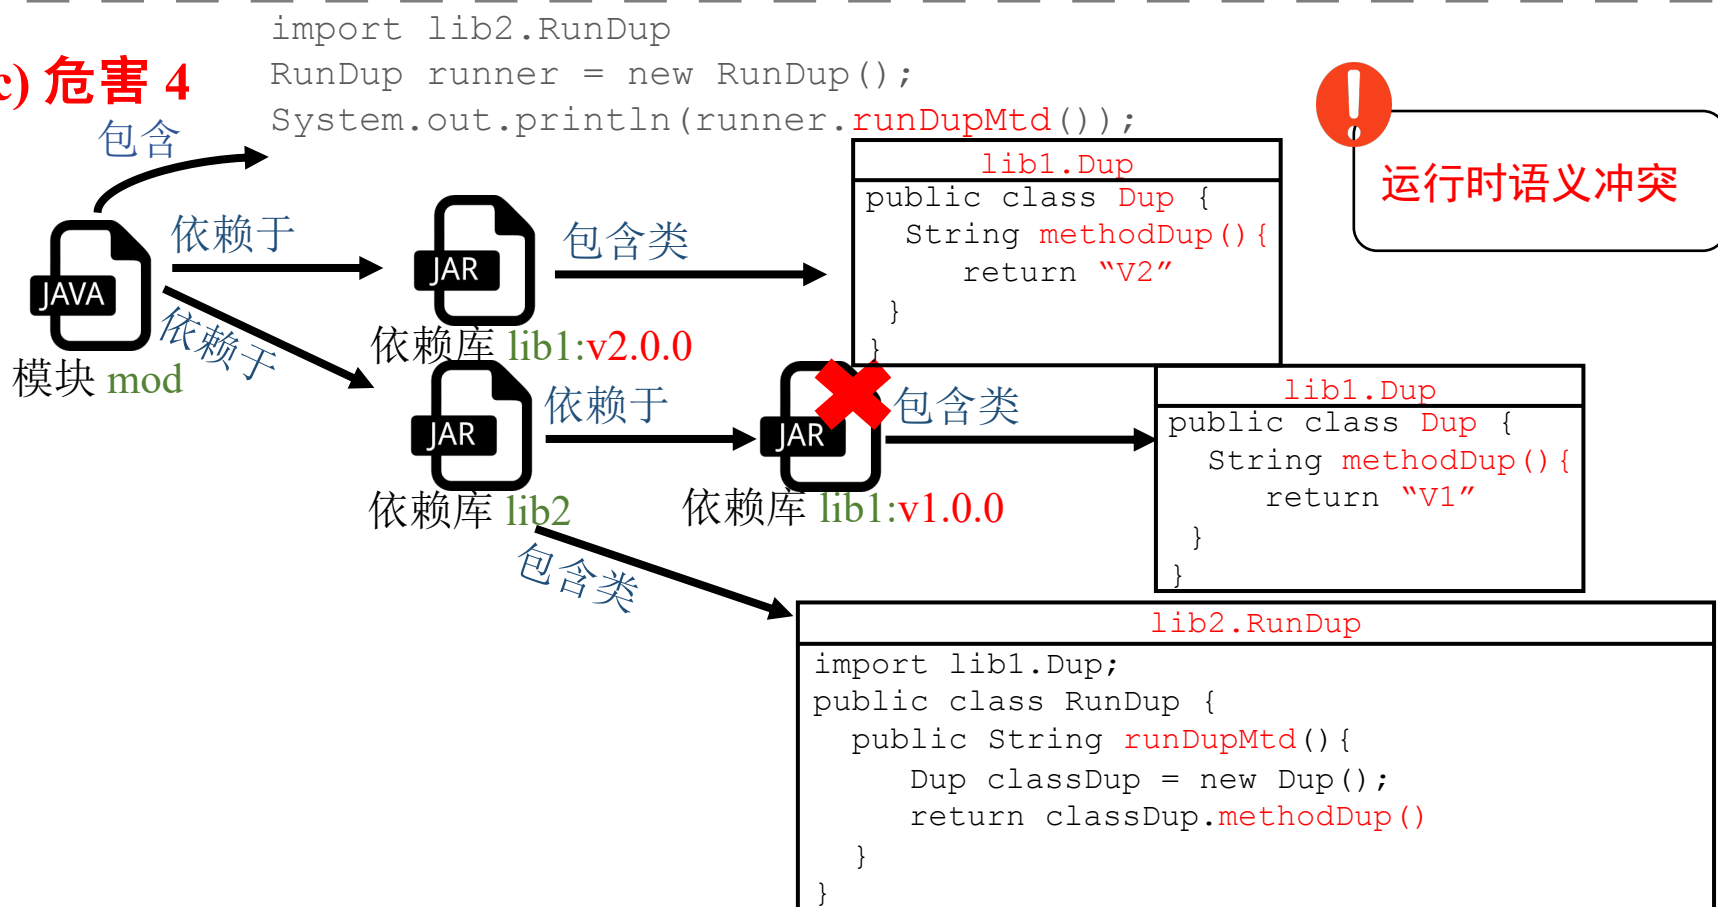 import lib2.RunDup
c) 危害 4
RunDup runner = new RunDup();
System.out.println(runner.runDupMtd());
包含
运行时语义冲突
lib1.Dup
public class Dup {
String methodDup(){
return “V2”
}
}
依赖于
JAR
包含类
JAVA
依赖库 lib1:v2.0.0
依赖于
模块 mod
依赖于
JAR
依赖库 lib2
JAR
包含类
依赖库 lib1:v1.0.0
lib1.Dup
public class Dup {
String methodDup(){
return “V1”
}
}
包含类
lib2.RunDup
import lib1.Dup;
public class RunDup {
public String runDupMtd(){
Dup classDup = new Dup();
return classDup.methodDup()
}
}